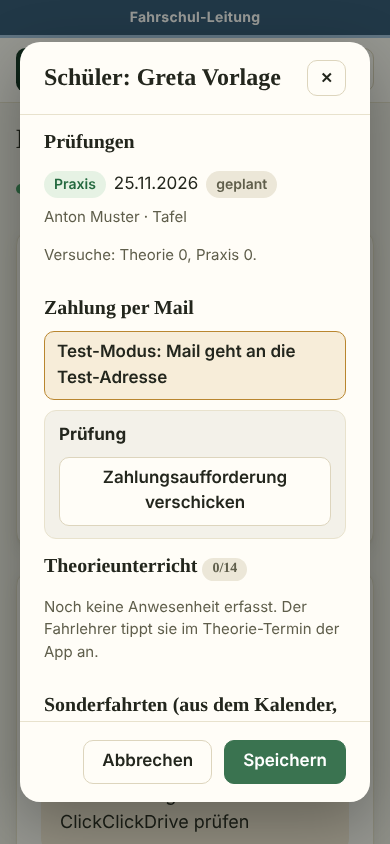 Fahrschul-Leitung
Schüler: Greta Vorlage
×
Prüfungen
Praxis 25.11.2026 geplant
Anton Muster · Tafel
Versuche: Theorie 0, Praxis 0.
Zahlung per Mail
Test-Modus: Mail geht an die
Test-Adresse
Prüfung
Zahlungsaufforderung
verschicken
Theorieunterricht 0/14
Noch keine Anwesenheit erfasst. Der
Fahrlehrer tippt sie im Theorie-Termin der
App an.
Sonderfahrten (aus dem Kalender,
Abbrechen Speichern
ClickClickDrive prüfen